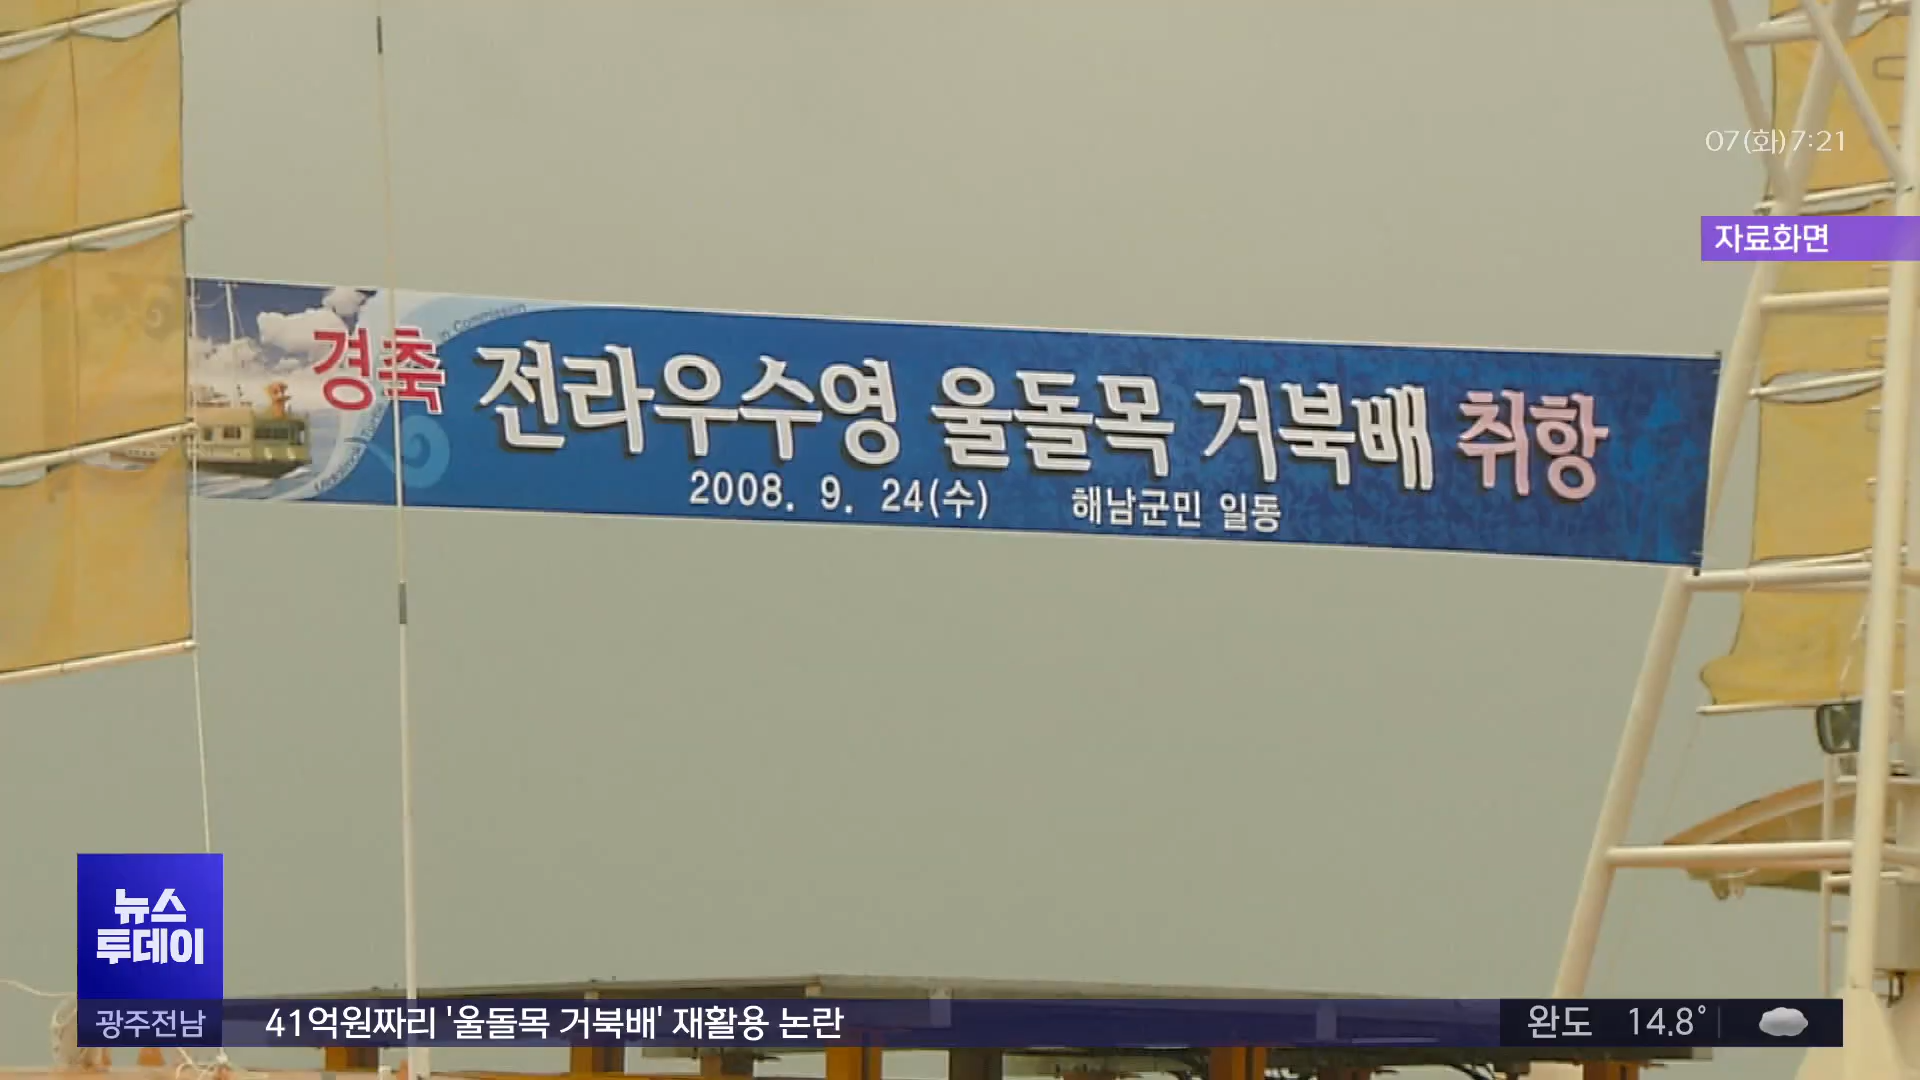 07(화) 7:21
자료화면
in Commission
경축 전라우수영 울돌목 거북배 취항
2008. 9. 24(수) 해남군민 일동
뉴스
투데이
광주전남 41억원짜리 '울돌목 거북배' 재활용 논란
완도 14.8°